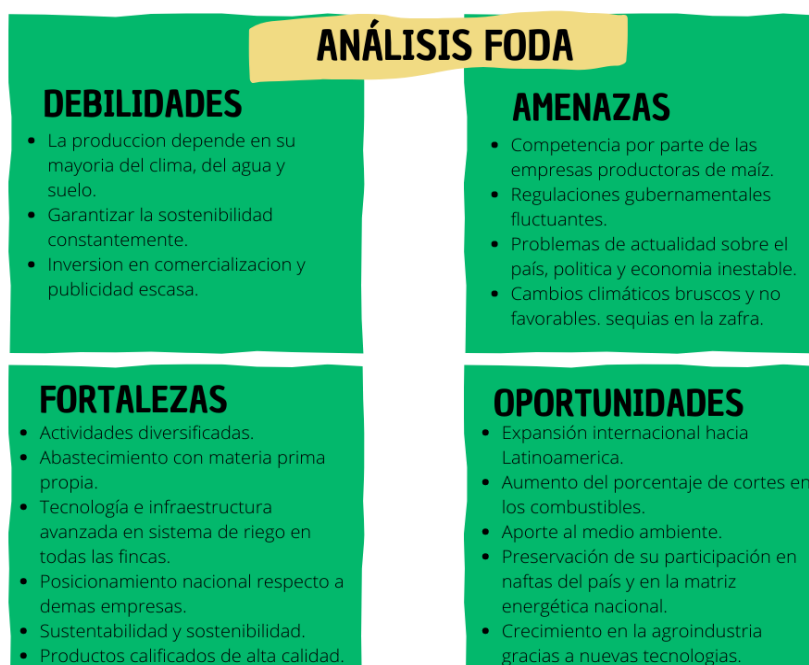 ANÁLISIS FODA
DEBILIDADES
• La produccion depende en su
mayoria del clima, del agua y
suelo.
• Garantizar la sostenibilidad
constantemente.
• Inversion en comercializacion y
publicidad escasa.
AMENAZAS
• Competencia por parte de las
empresas productoras de maíz.
• Regulaciones gubernamentales
fluctuantes.
• Problemas de actualidad sobre el
país, politica y economia inestable.
• Cambios climáticos bruscos y no
favorables. sequias en la zafra.
FORTALEZAS
• Actividades diversificadas.
• Abastecimiento con materia prima
propia.
• Tecnología e infraestructura
avanzada en sistema de riego en
todas las fincas.
• Posicionamiento nacional respecto a
demas empresas.
• Sustentabilidad y sostenibilidad.
• Productos calificados de alta calidad.
OPORTUNIDADES
• Expansión internacional hacia
Latinoamerica.
• Aumento del porcentaje de cortes en
los combustibles.
• Aporte al medio ambiente.
• Preservación de su participación en
naftas del país y en la matriz
energética nacional.
• Crecimiento en la agroindustria
gracias a nuevas tecnologias.